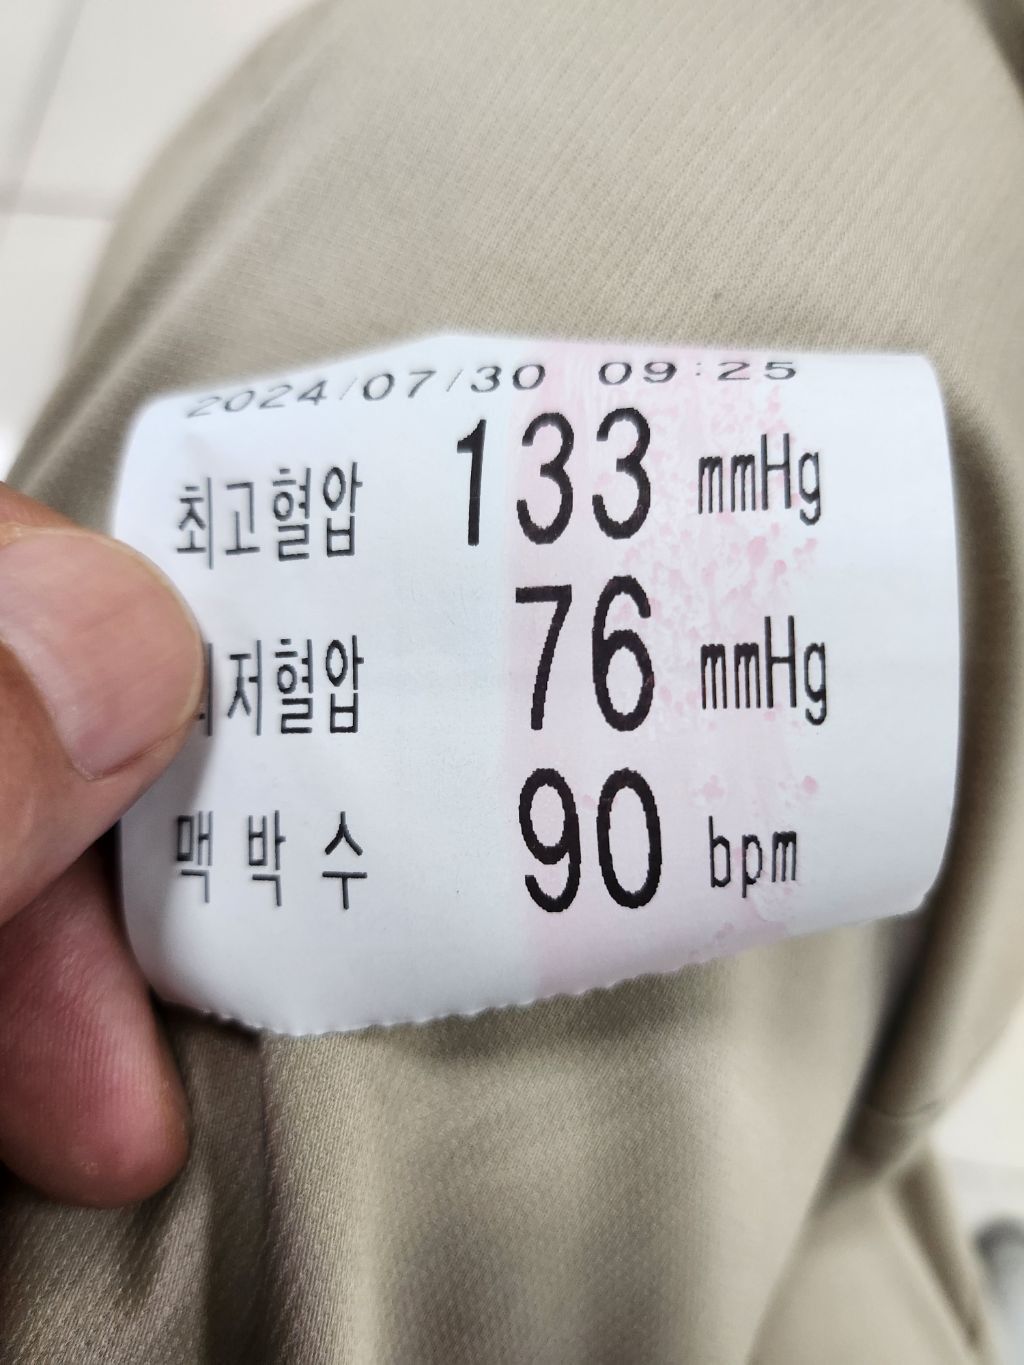 2024/07/30 09:25
최고혈압 133 mmHg
최저혈압 76 mmHg
맥 박 수 90 bpm